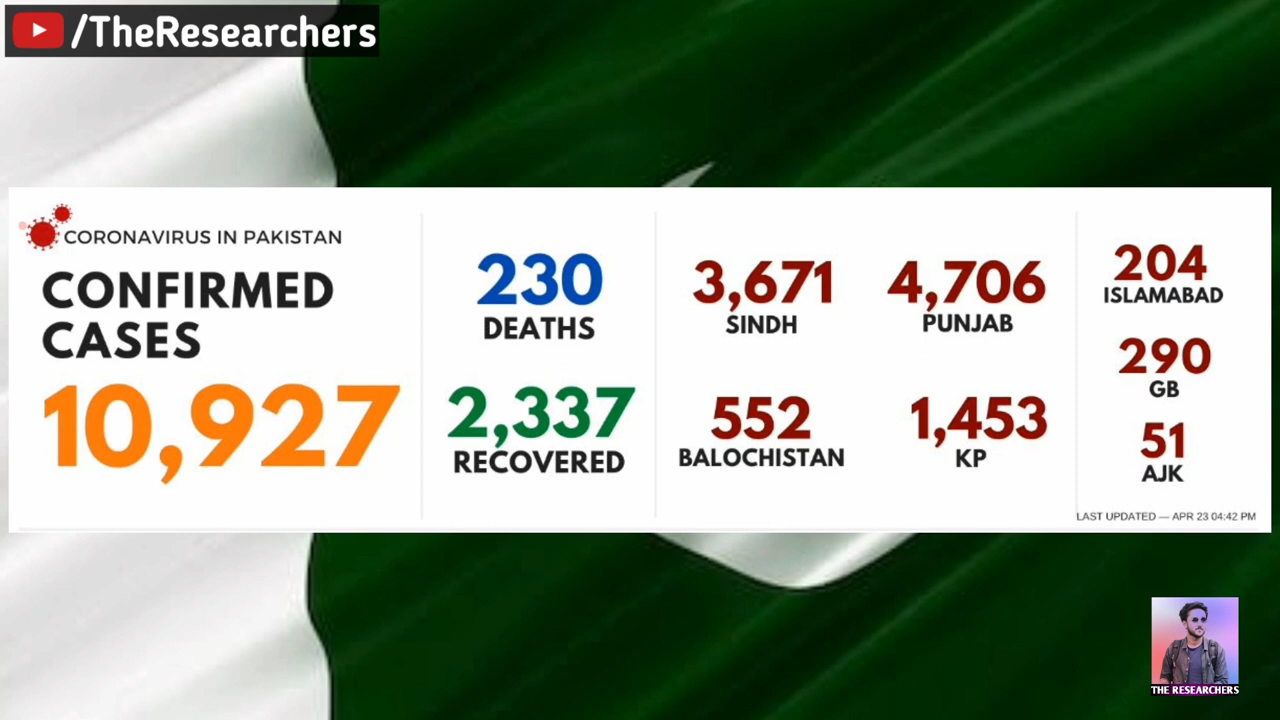 /TheResearchers
CORONAVIRUS IN PAKISTAN
CONFIRMED
CASES
10,927
230
DEATHS
2,337
RECOVERED
3,671
SINDH
4,706
PUNJAB
552
BALOCHISTAN
1,453
KP
204
ISLAMABAD
290
GB
51
AJK
LAST UPDATED — APR 23 04:42 PM
THE RESEARCHERS